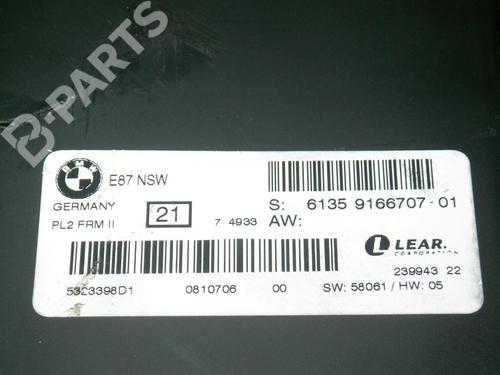 B-PARTS
BMW
E87 NSW
GERMANY
PL2 FRM II
21
7 4933
S: 6135 9166707-01
AW:
LEAR.
CORPORATION
239943 22
5323398D1
0810706
00
SW: 58061 / HW: 05